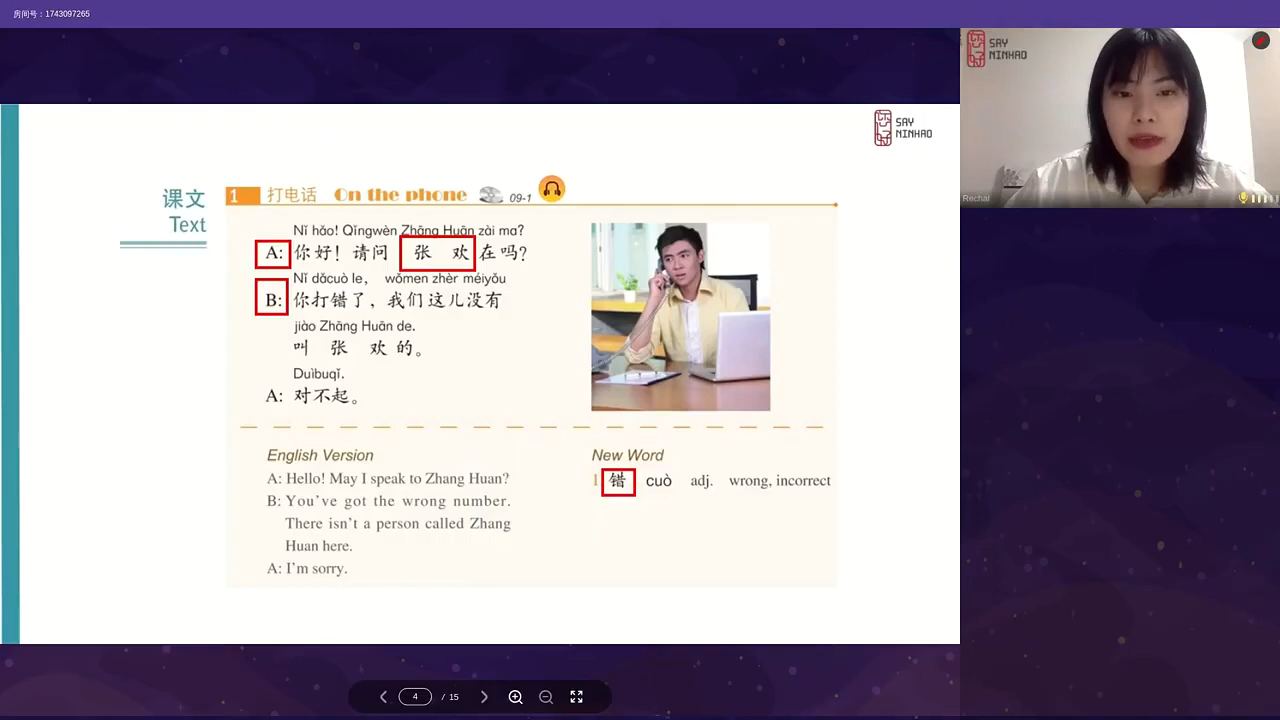 房间号：1743097265
SAY
NINHAO
SAY
NINHAO
课文
Text
1 打电话 On the phone 09-1
Nǐ hǎo! Qǐngwèn Zhāng Huān zài ma?
A: 你好！请问 张 欢 在吗？
Nǐ dǎcuò le, wǒmen zhèr méiyǒu
B: 你打错了，我们这儿没有
jiào Zhāng Huān de.
叫 张 欢 的。
Duìbuqǐ.
A: 对不起。
English Version
A: Hello! May I speak to Zhang Huan?
B: You've got the wrong number.
There isn't a person called Zhang
Huan here.
A: I'm sorry.
New Word
1 错 cuò adj. wrong, incorrect
Rechal
4 / 15